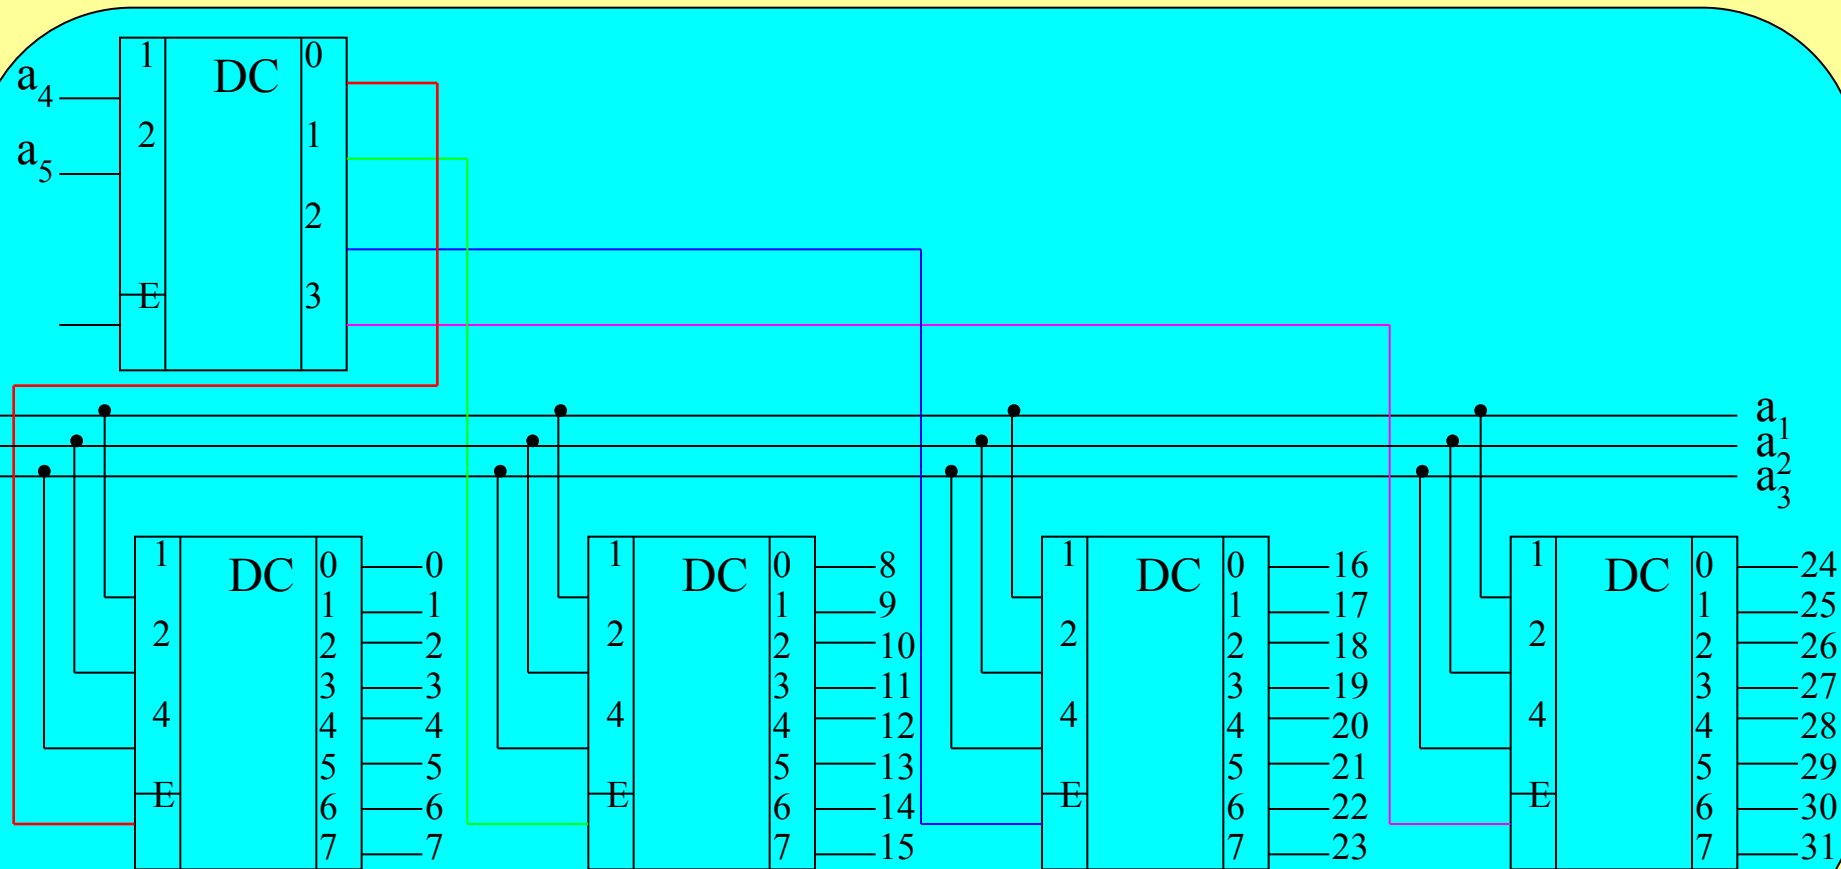 1 DC 0
a4
2 1
a5
2
E 3
a1
a2
a3
1 DC 0 0 1 DC 0 8 1 DC 0 16 1 DC 0 24
1 1 1 9 1 17 1 25
2 2 2 2 2 10 2 2 18 2 2 26
3 3 3 11 3 19 3 27
4 4 4 4 4 12 4 4 20 4 4 28
5 5 5 13 5 21 5 29
E 6 6 E 6 14 E 6 22 E 6 30
7 7 7 15 7 23 7 31